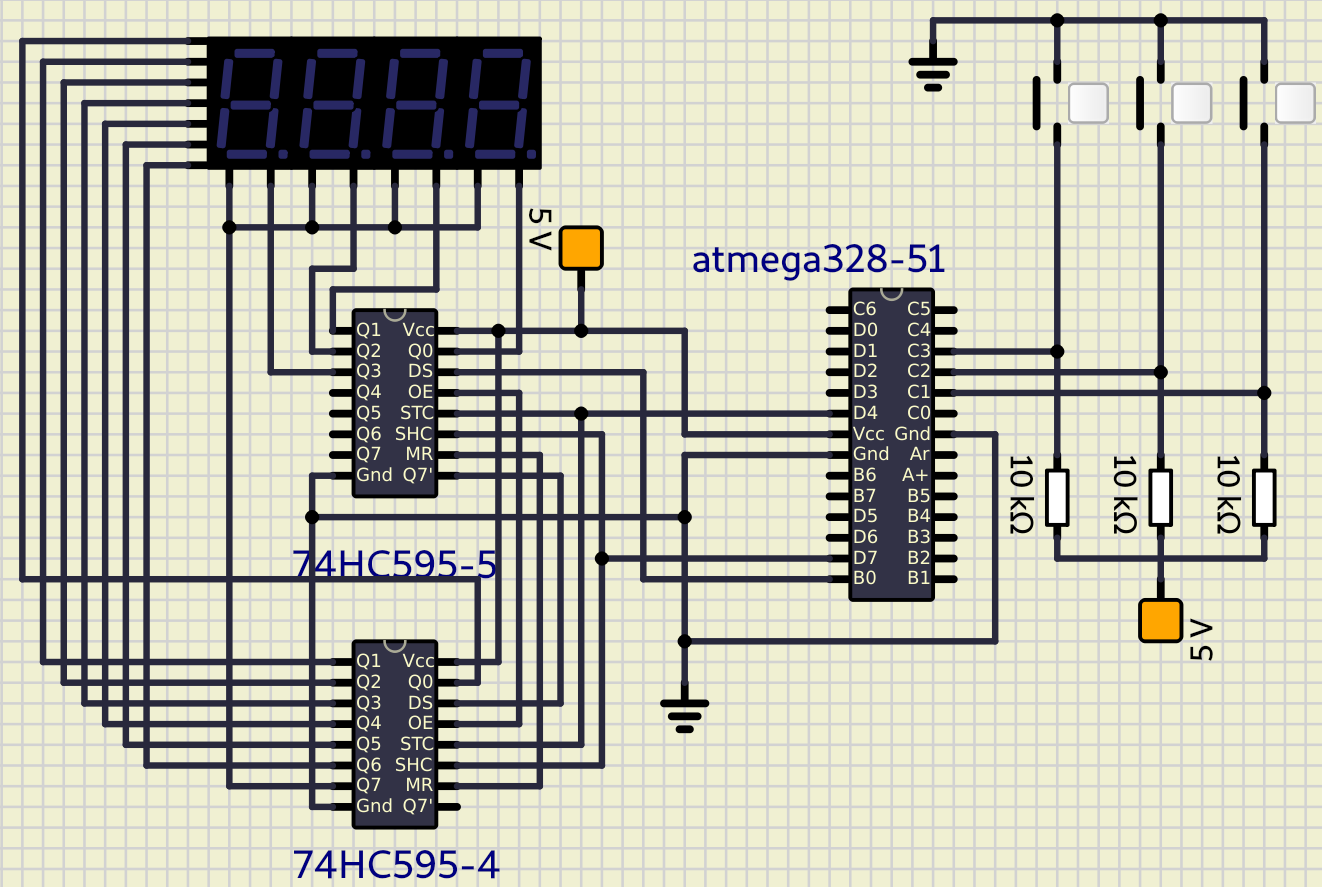 5 V
atmega328-51
Q1 Vcc
Q2 Q0
Q3 DS
Q4 OE
Q5 STC
Q6 SHC
Q7 MR
Gnd Q7'
74HC595-5
C6 C5
D0 C4
D1 C3
D2 C2
D3 C1
D4 C0
Vcc Gnd
Gnd Ar
B6 A+
B7 B5
D5 B4
D6 B3
D7 B2
B0 B1
10 kΩ
10 kΩ
10 kΩ
5 V
Q1 Vcc
Q2 Q0
Q3 DS
Q4 OE
Q5 STC
Q6 SHC
Q7 MR
Gnd Q7'
74HC595-4